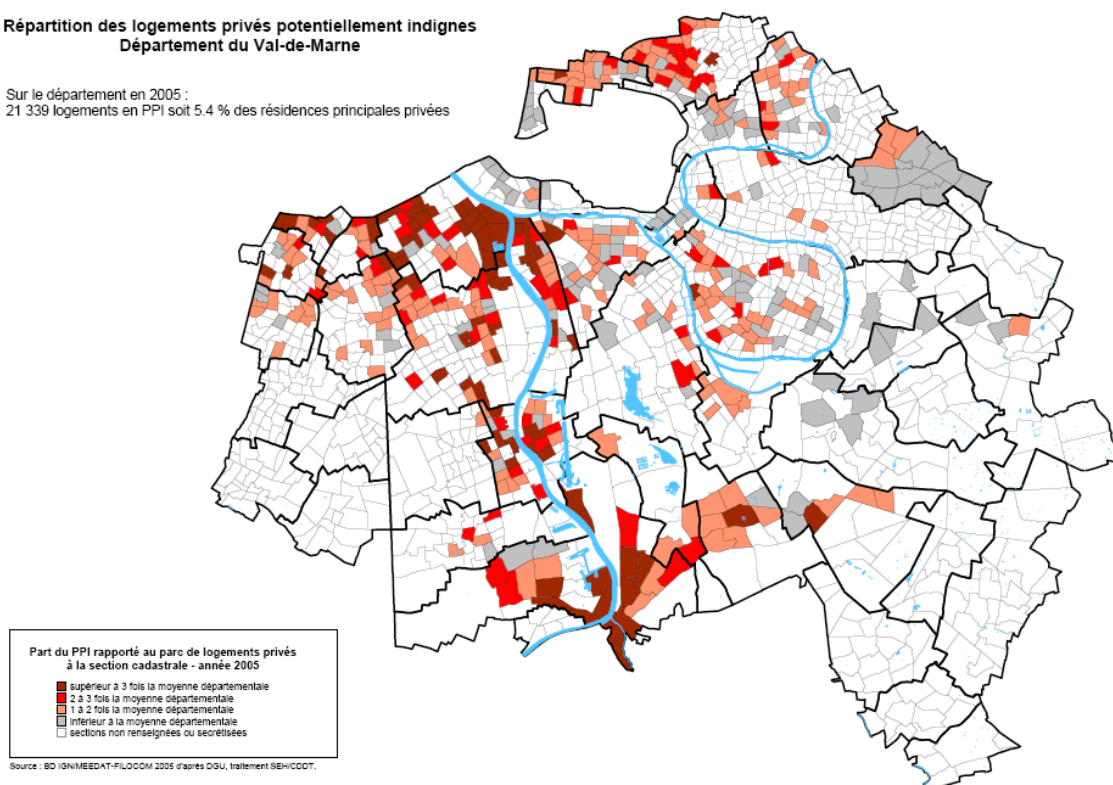 Répartition des logements privés potentiellement indignes
Département du Val-de-Marne
Sur le département en 2005 :
21 339 logements en PPI soit 5.4 % des résidences principales privées
Part du PPI rapporté au parc de logements privés
à la section cadastrale - année 2005
supérieur à 3 fois la moyenne départementale
2 à 3 fois la moyenne départementale
1 à 2 fois la moyenne départementale
inférieur à la moyenne départementale
sections non renseignées ou secrétisées
Source : BD IGN/MEEDAT-FILOCOM 2005 d'après DGU, traitement SEH/CDDT.